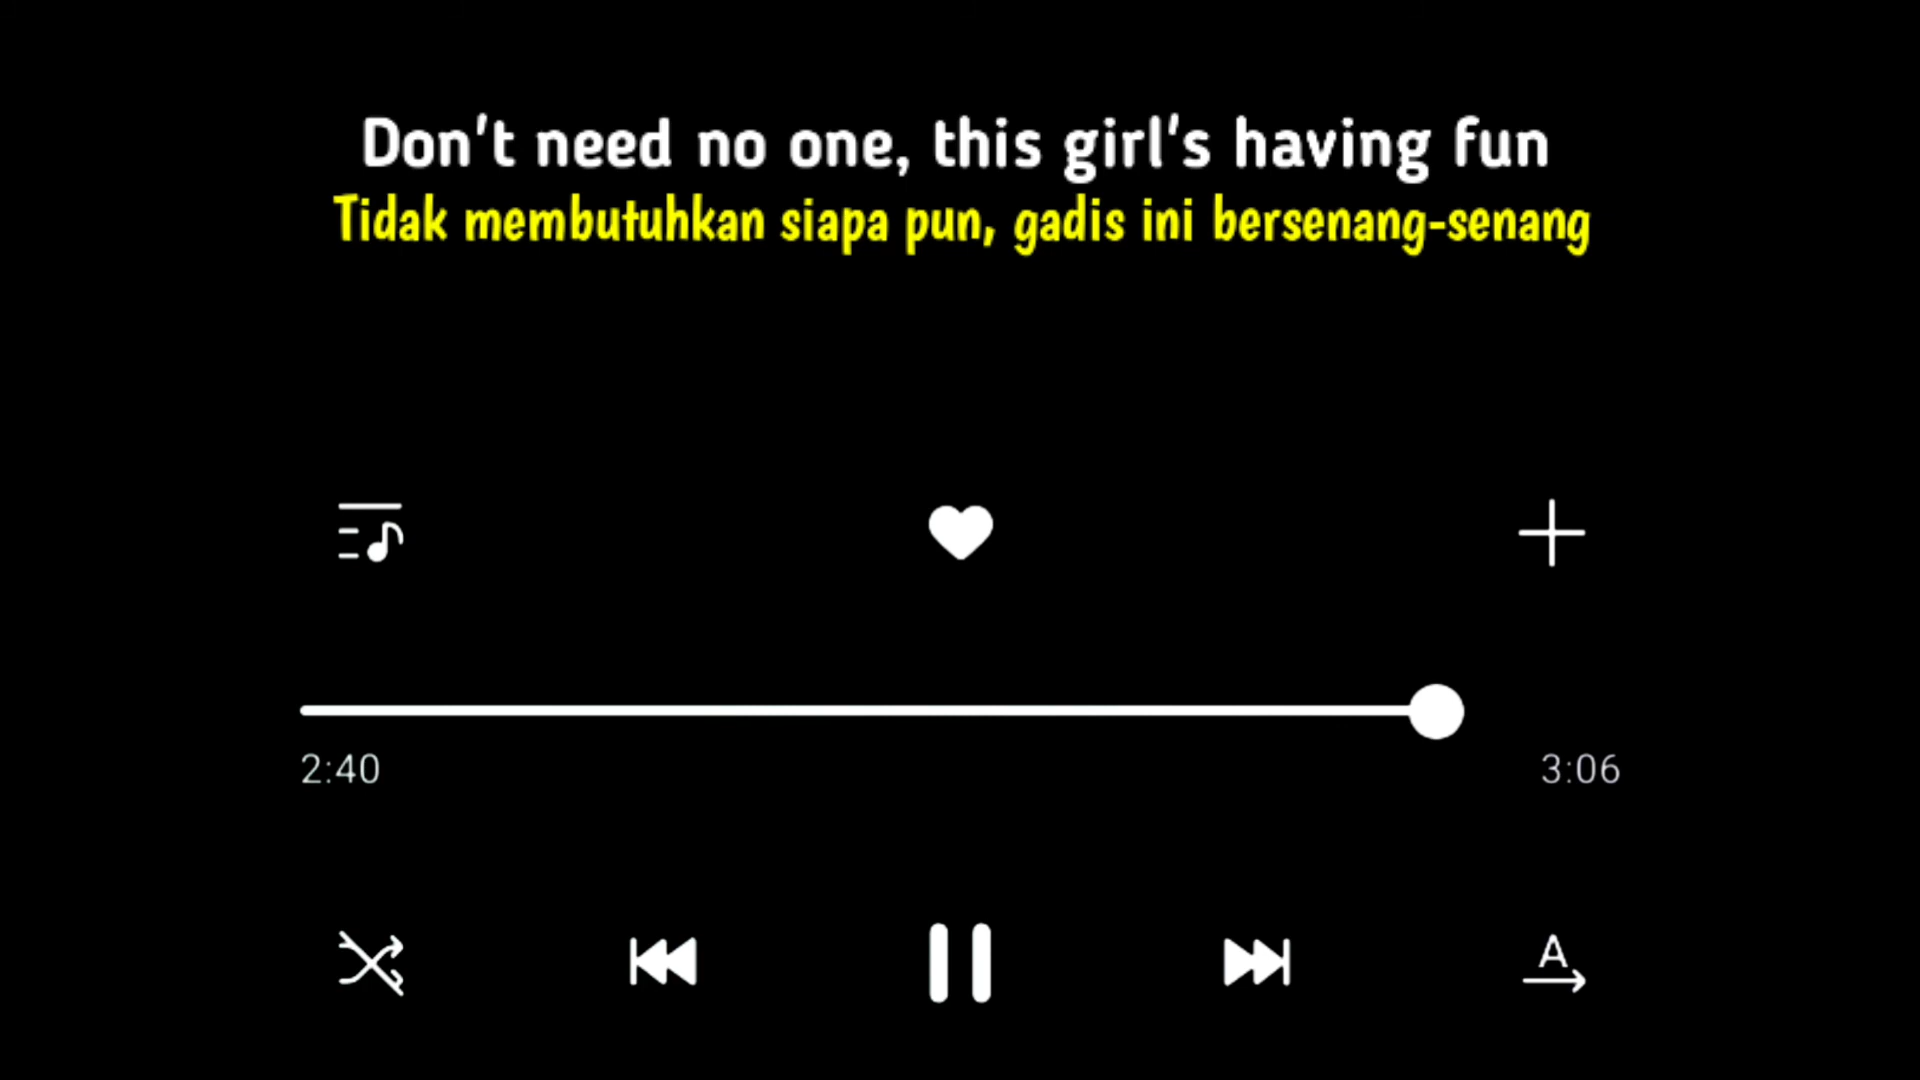 Don't need no one, this girl's having fun
Tidak membutuhkan siapa pun, gadis ini bersenang-senang
2:40
3:06
A